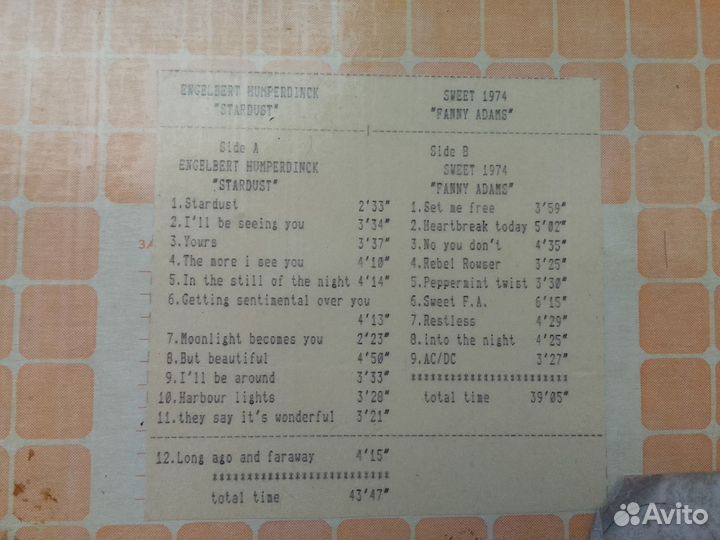 ENGELBERT HUMPERDINCK
"STARDUST"
SWEET 1974
"FANNY ADAMS"
Side A
ENGELBERT HUMPERDINCK
"STARDUST"
1.Stardust 2'33"
2.I'll be seeing you 3'34"
3.Yours 3'37"
4.The more i see you 4'10"
5.In the still of the night 4'14"
6.Getting sentimental over you
4'13"
7.Moonlight becomes you 2'23"
8.But beautiful 4'50"
9.I'll be around 3'33"
10.Harbour lights 3'28"
11.they say it's wonderful 3'21"
12.Long ago and faraway 4'15"
**************************
total time 43'47"
Side B
SWEET 1974
"FANNY ADAMS"
1.Set me free 3'59"
2.Heartbreak today 5'02"
3.No you don't 4'35"
4.Rebel Rowser 3'25"
5.Peppermint twist 3'30"
6.Sweet F.A. 6'15"
7.Restless 4'29"
8.Into the night 4'25"
9.AC/DC 3'27"
***********************
total time 39'05"
Avito